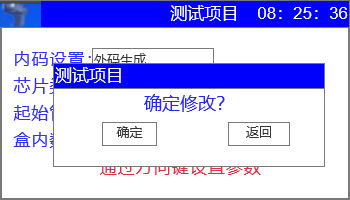 测试项目 08: 25: 36
内码设置:外码生成
芯片
测试项目
起始
确定修改?
盒内
确定 返回
通过方向键设置参数